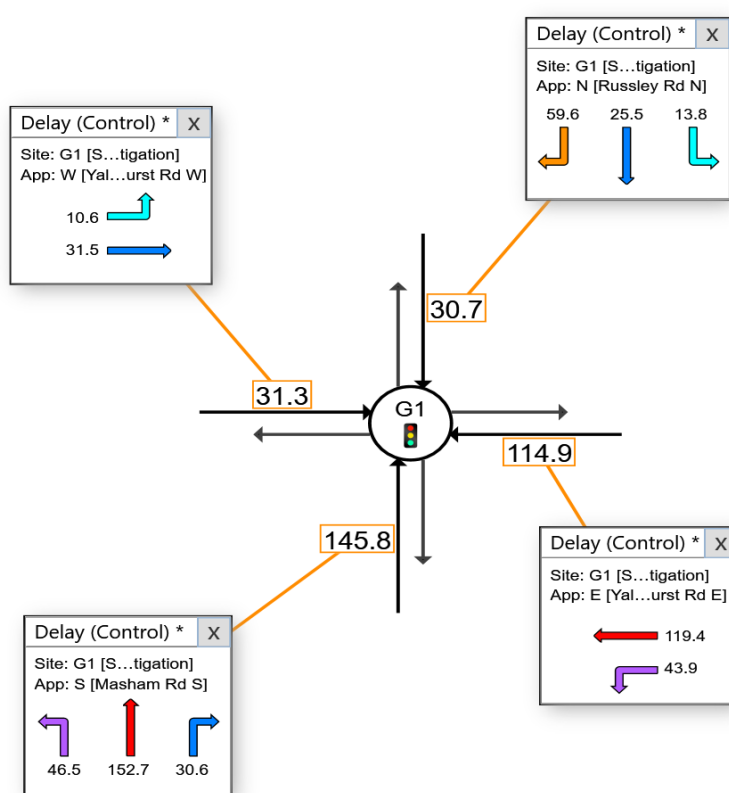 Delay (Control) * X
Site: G1 [S...tigation]
App: N [Russley Rd N]
59.6 25.5 13.8
Delay (Control) * X
Site: G1 [S...tigation]
App: W [Yal...urst Rd W]
10.6
31.5
30.7
31.3
G1
114.9
145.8
Delay (Control) * X
Site: G1 [S...tigation]
App: E [Yal...urst Rd E]
119.4
43.9
Delay (Control) * X
Site: G1 [S...tigation]
App: S [Masham Rd S]
46.5 152.7 30.6